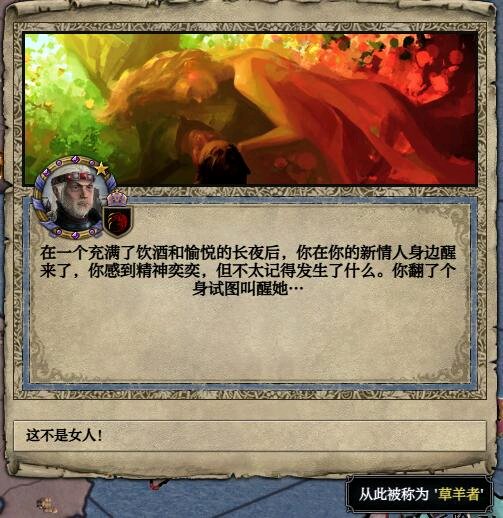 在一个充满了饮酒和愉悦的长夜后，你在你的新情人身边醒
来了，你感到精神奕奕，但不太记得发生了什么。你翻了个
身试图叫醒她…
这不是女人！
从此被称为 '草羊者'